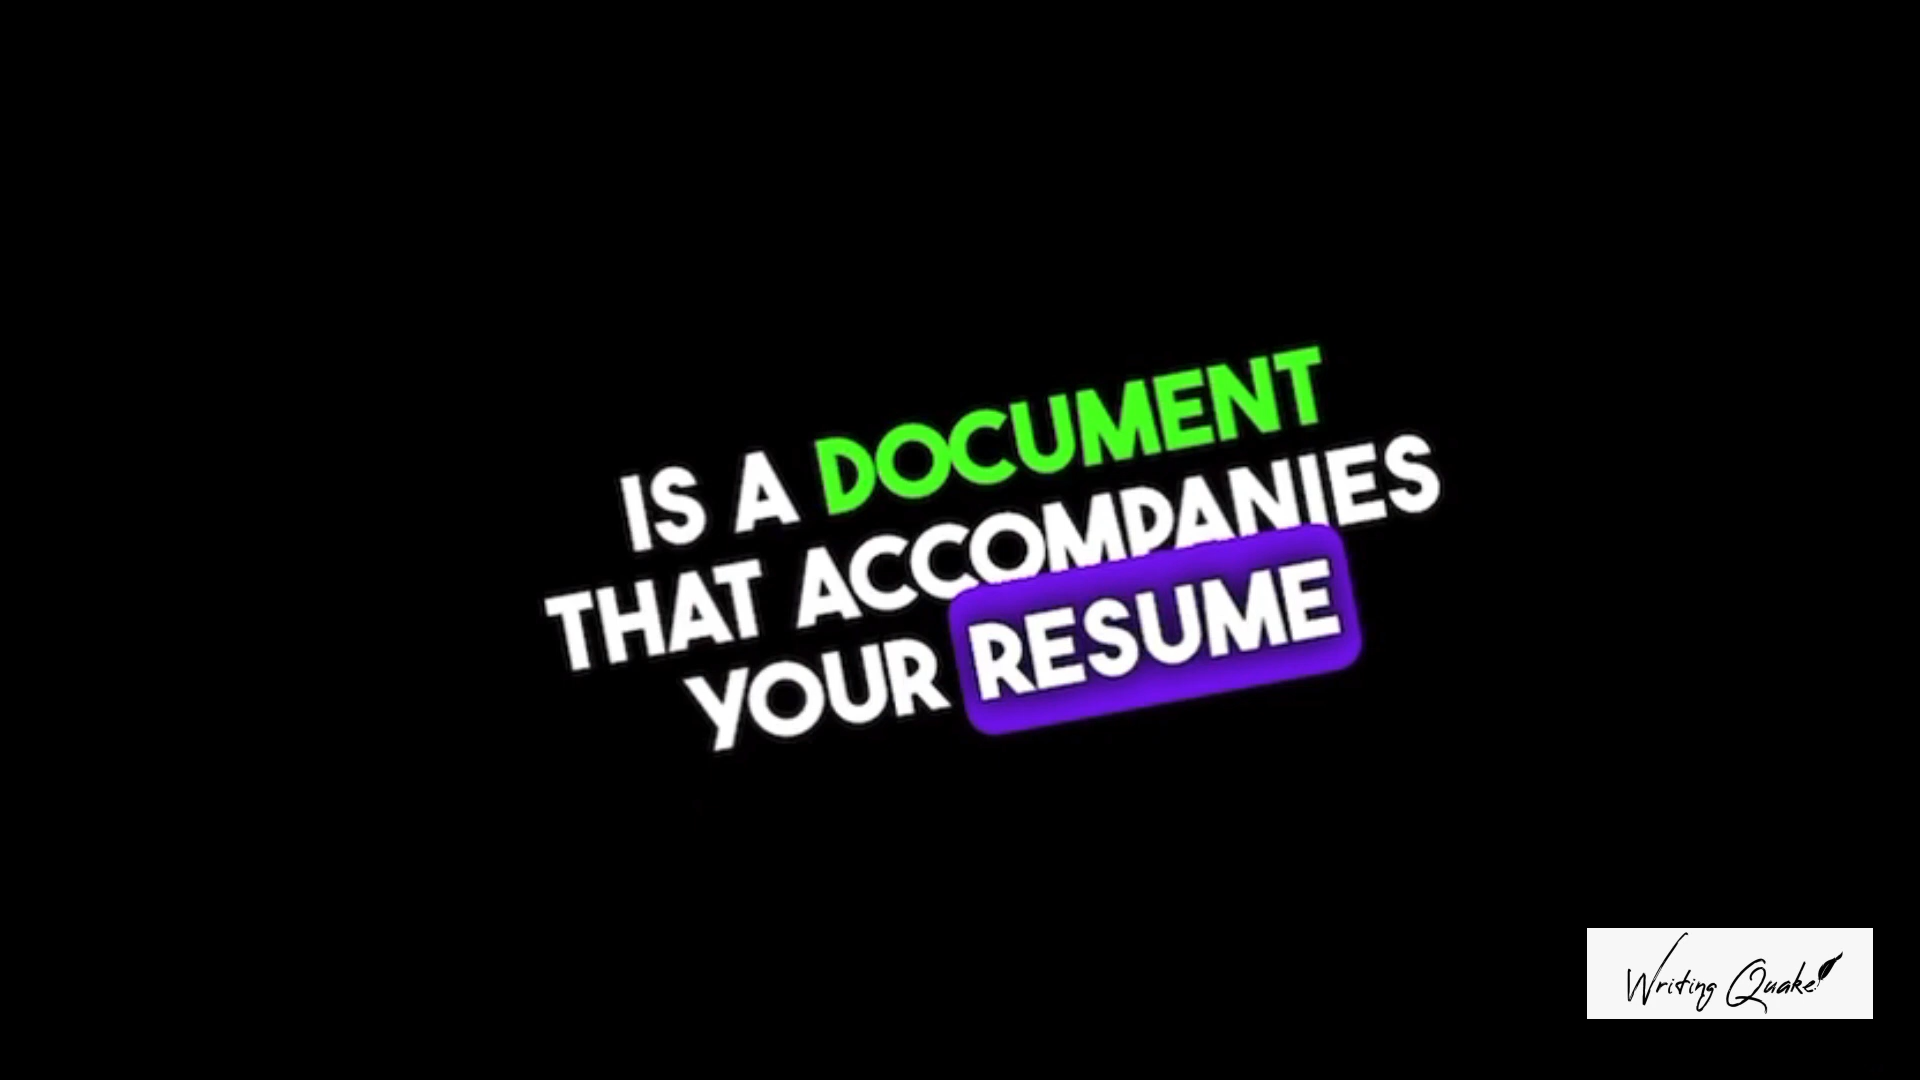 IS A DOCUMENT
THAT ACCOMPANIES
YOUR RESUME
Writing Quake